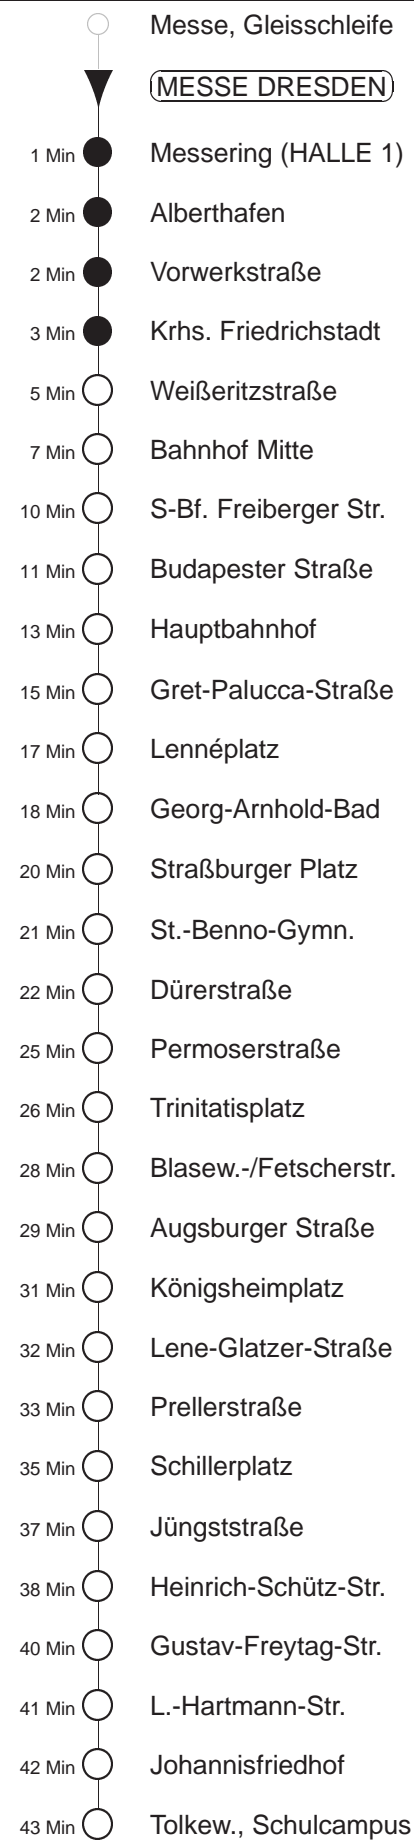 Messe, Gleisschleife
MESSE DRESDEN
1 Min Messering (HALLE 1)
2 Min Alberthafen
2 Min Vorwerkstraße
3 Min Krhs. Friedrichstadt
5 Min Weißeritzstraße
7 Min Bahnhof Mitte
10 Min S-Bf. Freiberger Str.
11 Min Budapester Straße
13 Min Hauptbahnhof
15 Min Gret-Palucca-Straße
17 Min Lennéplatz
18 Min Georg-Arnhold-Bad
20 Min Straßburger Platz
21 Min St.-Benno-Gymn.
22 Min Dürerstraße
25 Min Permoserstraße
26 Min Trinitatisplatz
28 Min Blasew.-/Fetscherstr.
29 Min Augsburger Straße
31 Min Königsheimplatz
32 Min Lene-Glatzer-Straße
33 Min Prellerstraße
35 Min Schillerplatz
37 Min Jüngststraße
38 Min Heinrich-Schütz-Str.
40 Min Gustav-Freytag-Str.
41 Min L.-Hartmann-Str.
42 Min Johannisfriedhof
43 Min Tolkew., Schulcampus